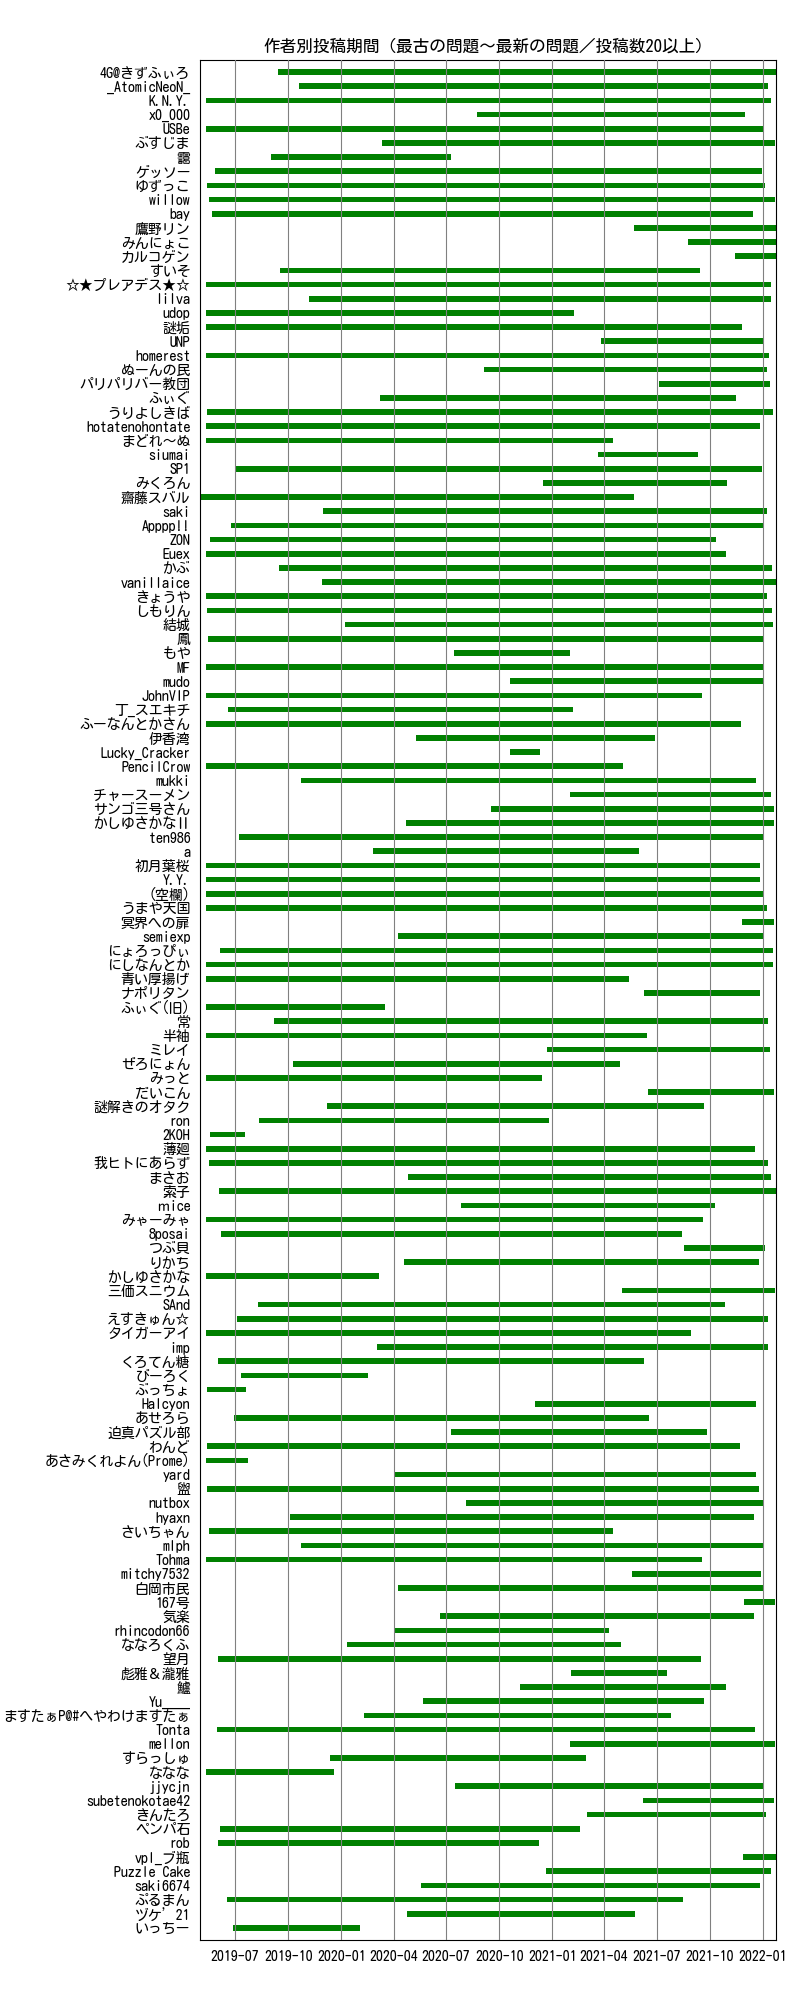 作者別投稿期間（最古の問題～最新の問題／投稿数20以上）
4G@きずふぃろ
_AtomicNeoN_
K.N.Y.
x0_000
USBe
ぶすじま
ゲッソー
ゆずっこ
willow
bay
鷹野リン
みんにょこ
カルコゲン
すいそ
☆★プレアデス★☆
lilva
udop
謎垢
UNP
homerest
ぬーんの民
パリパリバー教団
ふぃぐ
うりよしきば
hotatenohontate
まどれ～ぬ
siumai
SP1
みくろん
齋藤スバル
saki
Appppl!
ZON
Euex
かぶ
vanillaice
きょうや
しもりん
結城
鳳
もや
MF
mudo
JohnVIP
丁_スエキチ
ふーなんとかさん
伊香湾
Lucky_Cracker
PencilCrow
mukki
チャースーメン
サンゴ三号さん
かしゆさかなII
ten986
a
初月葉桜
Y.Y.
(空欄)
うまや天国
冥界への扉
semiexp
にょろっぴぃ
にしなんとか
青い厚揚げ
ナポリタン
ふぃぐ(旧)
常
半袖
ミレイ
ぜろにょん
みっと
だいこん
謎解きのオタク
ron
2KOH
薄廻
我ヒトにあらず
まさお
索子
mice
みゃーみゃ
8posai
つぶ貝
りかち
かしゆさかな
三価スニウム
SAnd
えすきゅん☆
タイガーアイ
imp
くろてん糖
びーろく
ぶっちょ
Halcyon
あせろら
迫真パズル部
わんど
あさみくれよん(Prome)
yard
盥
nutbox
hyaxn
さいちゃん
mlph
Tohma
mitchy7532
白岡市民
167号
気楽
rhincodon66
ななろくふ
望月
彪雅＆瀧雅
鱸
Yu____
ますたぁP@#へやわけますたぁ
Tonta
mellon
すらっしゅ
ななな
jjycjn
subetenokotae42
きんたろ
ペンパ石
rob
vpl_ブ瓶
Puzzle Cake
saki6674
ぷるまん
ヅケ' 21
いっちー
2019-07 2019-10 2020-01 2020-04 2020-07 2020-10 2021-01 2021-04 2021-07 2021-10 2022-01